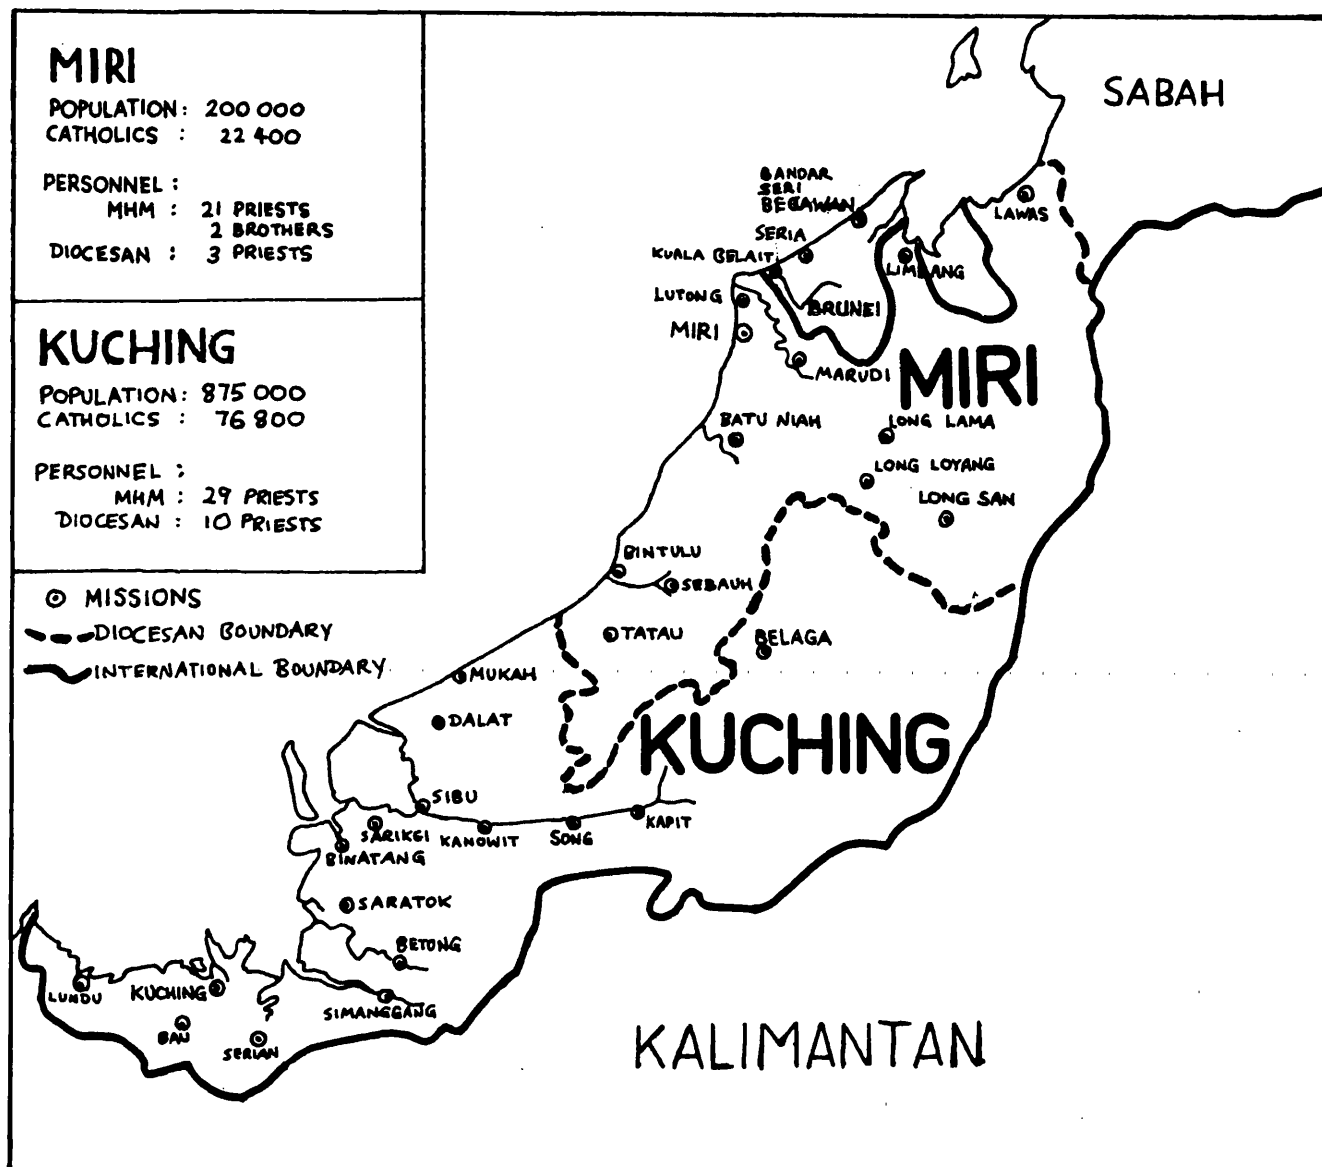 MIRI
POPULATION: 200 000
CATHOLICS : 22 400
PERSONNEL :
MHM : 21 PRIESTS
2 BROTHERS
DIOCESAN : 3 PRIESTS
KUCHING
POPULATION: 875 000
CATHOLICS : 76 800
PERSONNEL :
MHM : 29 PRIESTS
DIOCESAN : 10 PRIESTS
MISSIONS
DIOCESAN BOUNDARY
INTERNATIONAL BOUNDARY
SABAH
BANDAR
SERI
BEGAWAN
LAWAS
SERIA
KUALA BELAIT
LIMBANG
LUTONG
BRUNEI
MIRI
MARUDI
MIRI
BATU NIAH
LONG LAMA
LONG LOYANG
LONG SAN
BINTULU
SEBAUH
TATAU
BELAGA
MUKAH
DALAT
KUCHING
SIBU
SARIKEI
KANOWIT
SONG
KAPIT
BINATANG
SARATOK
BETONG
LUNDU
KUCHING
SIMANGGANG
BAU
SERIAN
KALIMANTAN